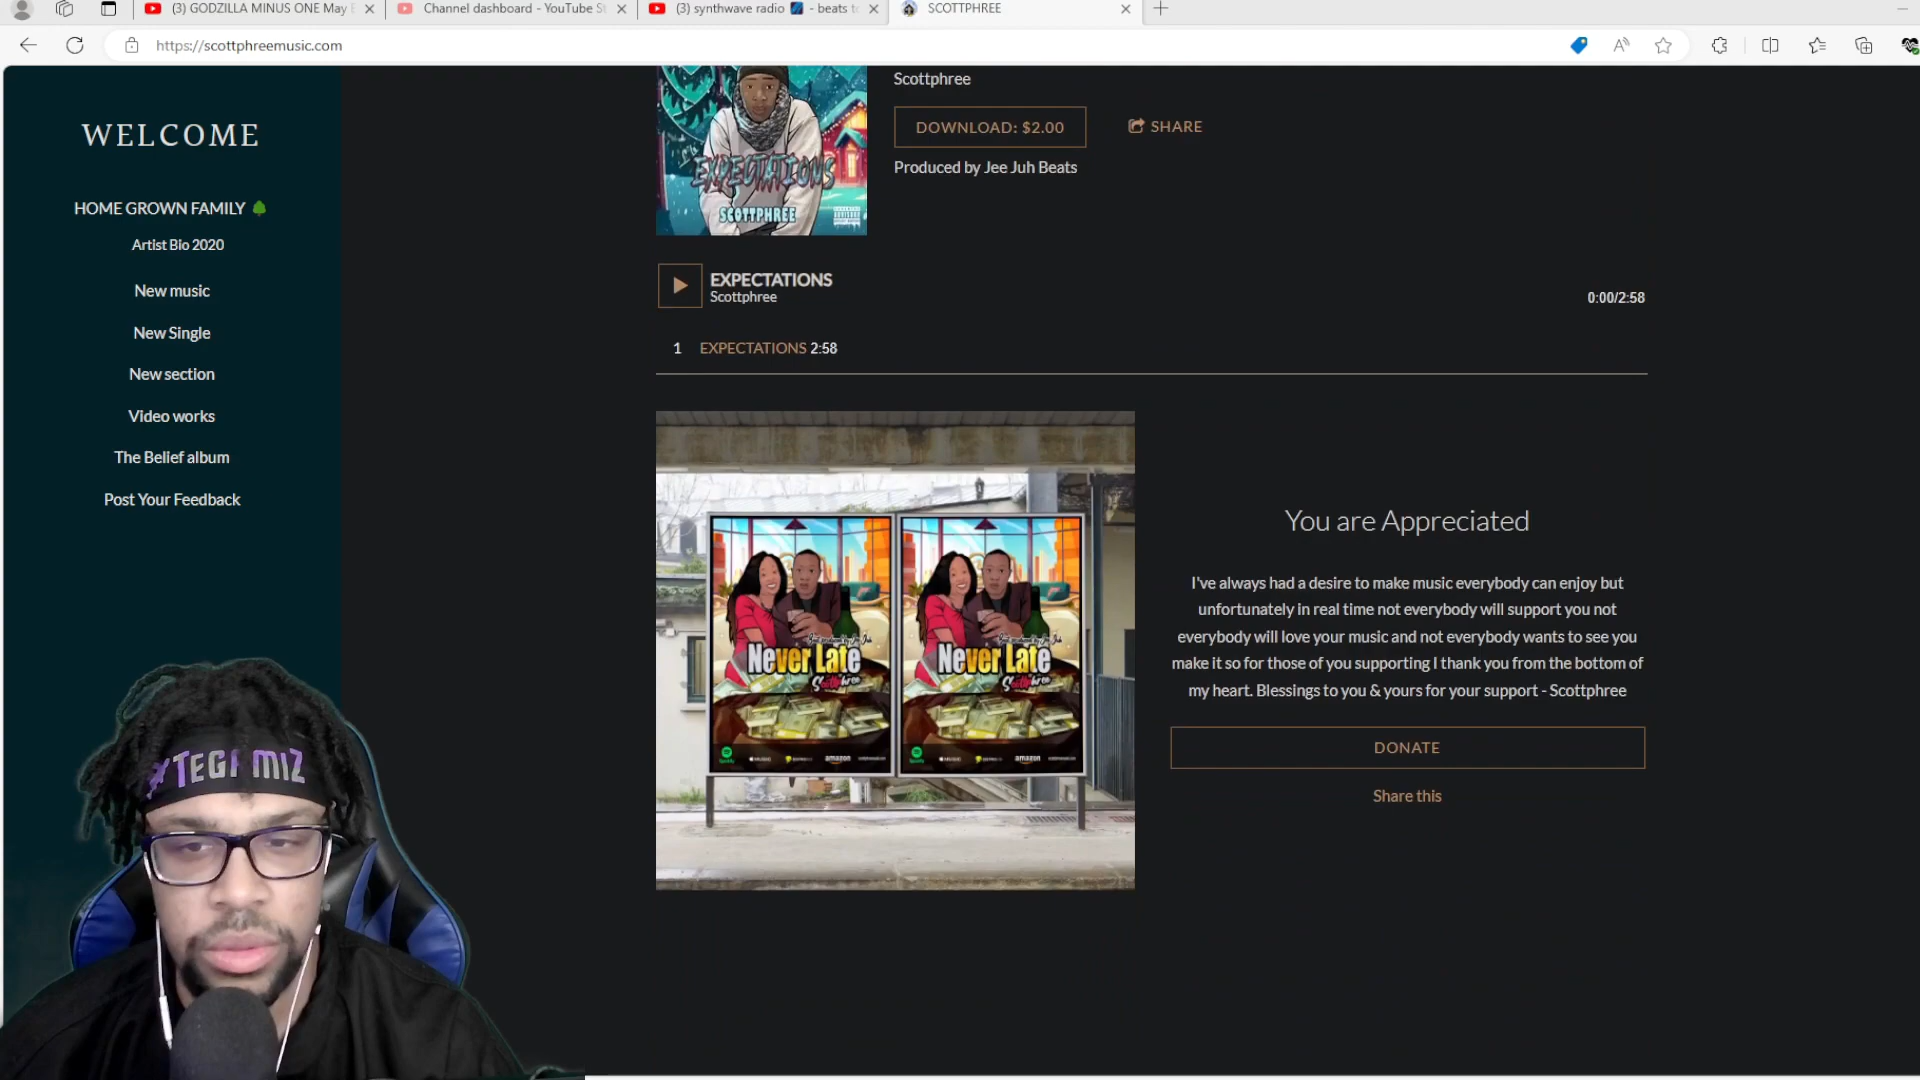 (3) GODZILLA MINUS ONE May
Channel dashboard - YouTube St
(3) synthwave radio - beats to
SCOTTPHREE
https://scottphreemusic.com
WELCOME
HOME GROWN FAMILY
Artist Bio 2020
New music
New Single
New section
Video works
The Belief album
Post Your Feedback
EXPECTATIONS
SCOTTPHREE
Scottphree
DOWNLOAD: $2.00
SHARE
Produced by Jee Juh Beats
EXPECTATIONS
Scottphree
0:00/2:58
1 EXPECTATIONS 2:58
Never Late
Scottphree
amazon
Never Late
Scottphree
amazon
You are Appreciated
I've always had a desire to make music everybody can enjoy but
unfortunately in real time not everybody will support you not
everybody will love your music and not everybody wants to see you
make it so for those of you supporting I thank you from the bottom of
my heart. Blessings to you & yours for your support - Scottphree
DONATE
Share this